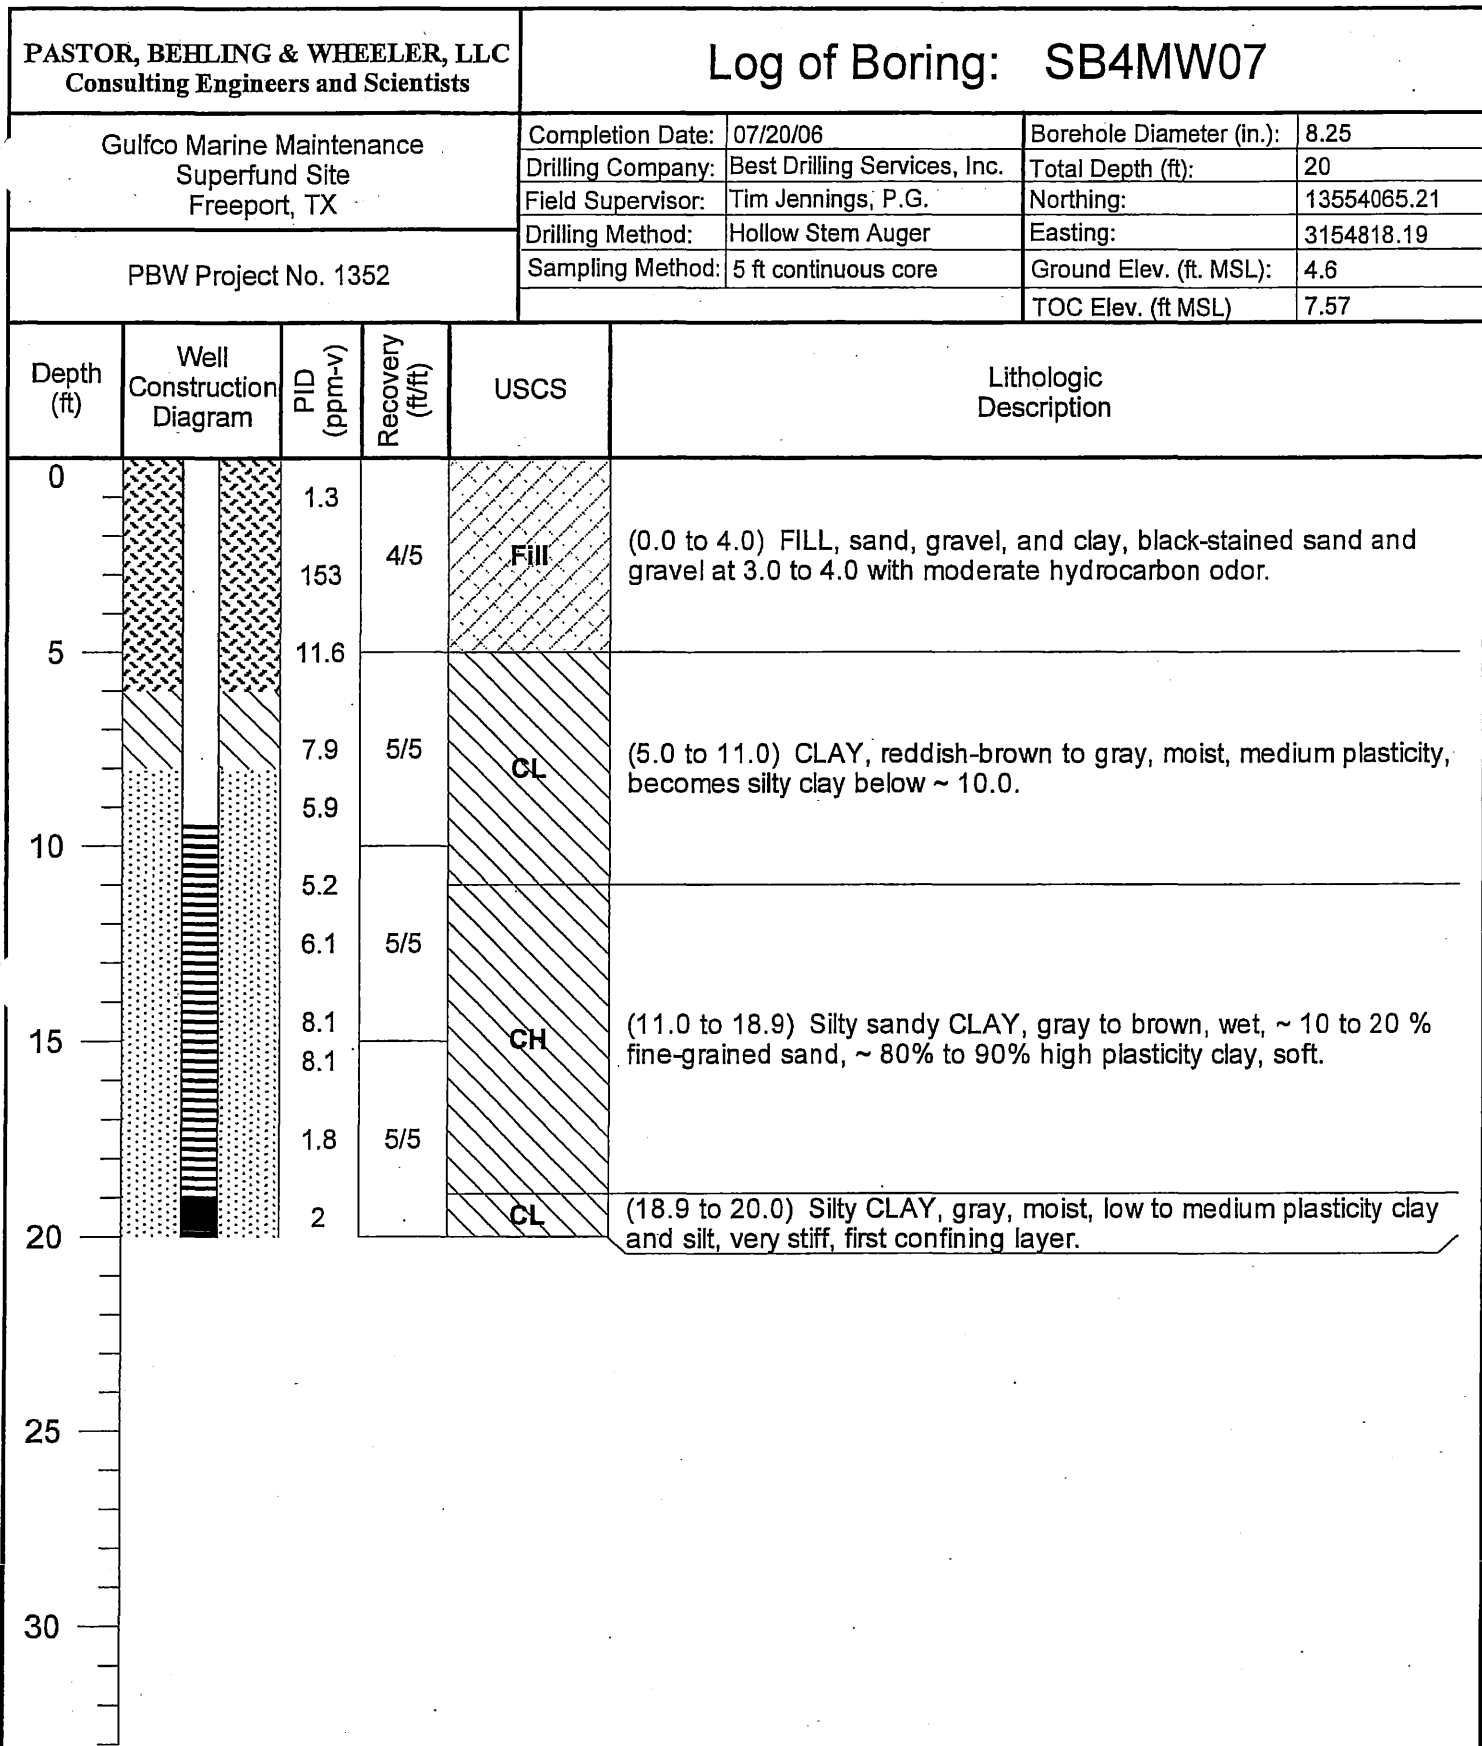 PASTOR, BEHLING & WHEELER, LLC
Consulting Engineers and Scientists
Log of Boring: SB4MW07
Gulfco Marine Maintenance
Superfund Site
Freeport, TX
PBW Project No. 1352
Completion Date: 07/20/06
Drilling Company: Best Drilling Services, Inc.
Field Supervisor: Tim Jennings, P.G.
Drilling Method: Hollow Stem Auger
Sampling Method: 5 ft continuous core
Borehole Diameter (in.): 8.25
Total Depth (ft): 20
Northing: 13554065.21
Easting: 3154818.19
Ground Elev. (ft. MSL): 4.6
TOC Elev. (ft MSL) 7.57
Depth
(ft)
Well
Construction
Diagram
PID
(ppm-v)
Recovery
(ft/ft)
USCS
Lithologic
Description
0
1.3
4/5
Fill
(0.0 to 4.0) FILL, sand, gravel, and clay, black-stained sand and
gravel at 3.0 to 4.0 with moderate hydrocarbon odor.
153
5
11.6
7.9
5/5
CL
(5.0 to 11.0) CLAY, reddish-brown to gray, moist, medium plasticity,
becomes silty clay below ~ 10.0.
5.9
10
5.2
6.1
5/5
8.1
15
CH
(11.0 to 18.9) Silty sandy CLAY, gray to brown, wet, ~ 10 to 20 %
fine-grained sand, ~ 80% to 90% high plasticity clay, soft.
8.1
1.8
5/5
2
CL
(18.9 to 20.0) Silty CLAY, gray, moist, low to medium plasticity clay
and silt, very stiff, first confining layer.
20
25
30